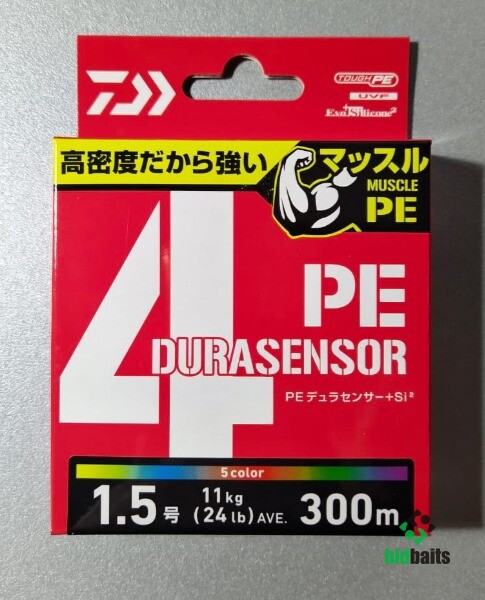 TOUGH PE
UVF
Evo Silicone²
高密度だから強い
マッスル
MUSCLE
PE
4
PE
DURASENSOR
PEデュラセンサー+Si²
5 color
1.5号 11kg (24lb) AVE. 300m
bidbaits